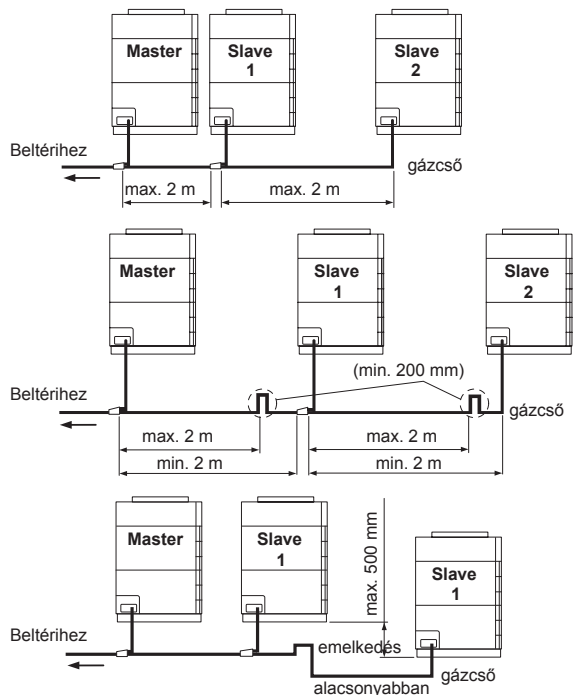 Master
Slave
1
Slave
2
Beltérihez
gázcső
max. 2 m
max. 2 m
Master
Slave
1
Slave
2
(min. 200 mm)
Beltérihez
gázcső
max. 2 m
max. 2 m
min. 2 m
min. 2 m
Master
Slave
1
max. 500 mm
Slave
1
Beltérihez
emelkedés
gázcső
alacsonyabban